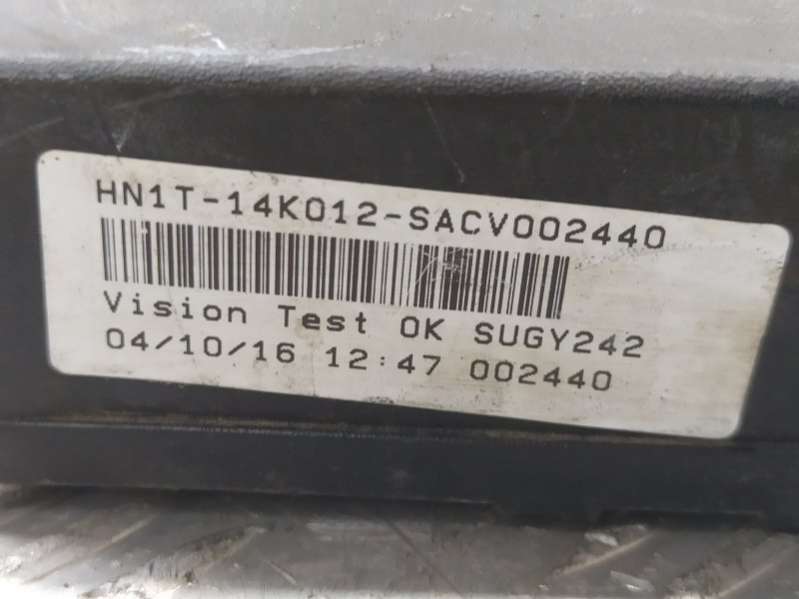 HN1T-14K012-SACV002440
Vision Test OK SUGY242
04/10/16 12:47 002440